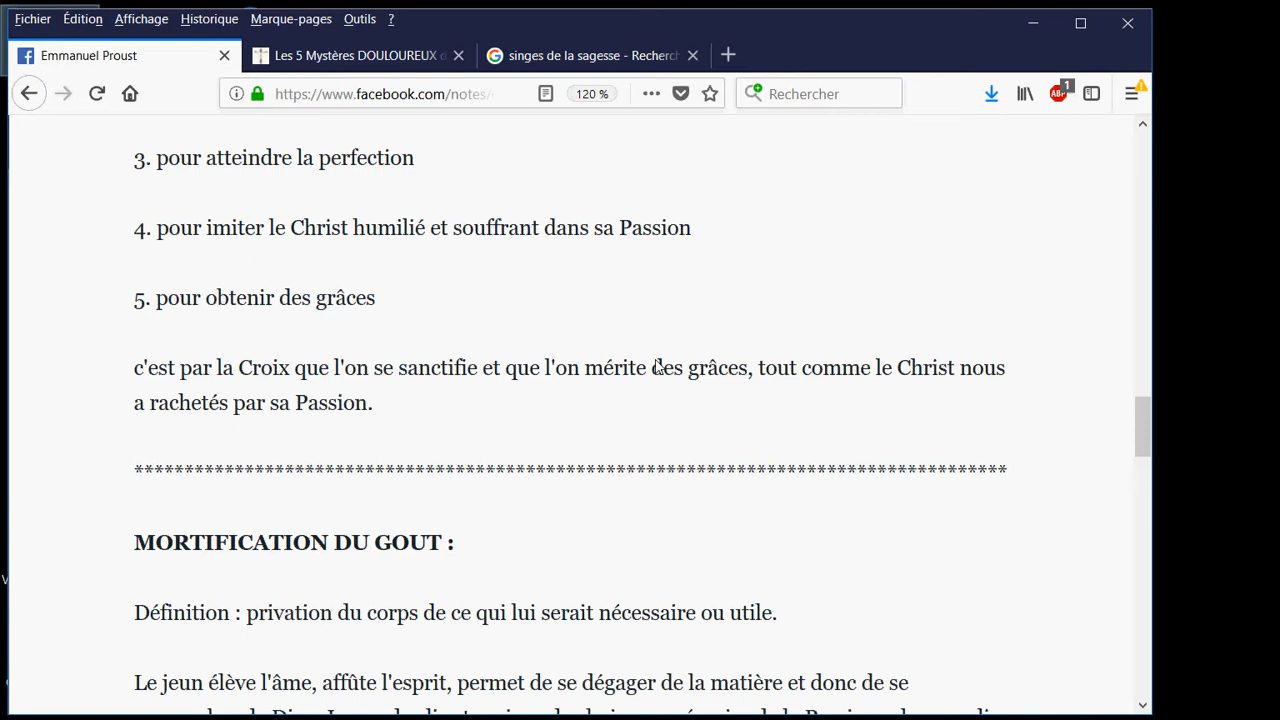 Fichier Édition Affichage Historique Marque-pages Outils ?
Emmanuel Proust
Les 5 Mystères DOULOUREUX
singes de la sagesse - Recherch
https://www.facebook.com/notes/
120 %
Rechercher
ABP
1
3. pour atteindre la perfection
4. pour imiter le Christ humilié et souffrant dans sa Passion
5. pour obtenir des grâces
c'est par la Croix que l'on se sanctifie et que l'on mérite des grâces, tout comme le Christ nous
a rachetés par sa Passion.
***************************************************************************************
MORTIFICATION DU GOUT :
Définition : privation du corps de ce qui lui serait nécessaire ou utile.
Le jeun élève l'âme, affûte l'esprit, permet de se dégager de la matière et donc de se